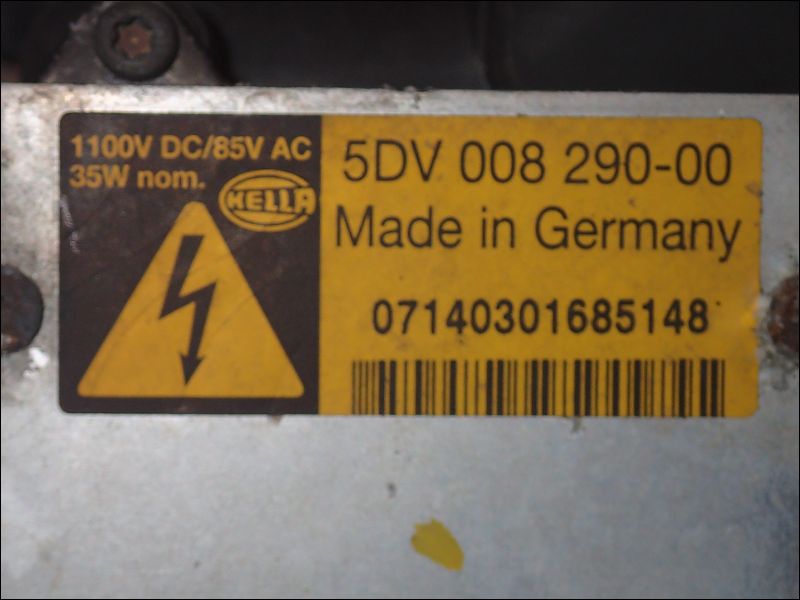 1100V DC/85V AC
35W nom.
HELLA
5DV 008 290-00
Made in Germany
07140301685148